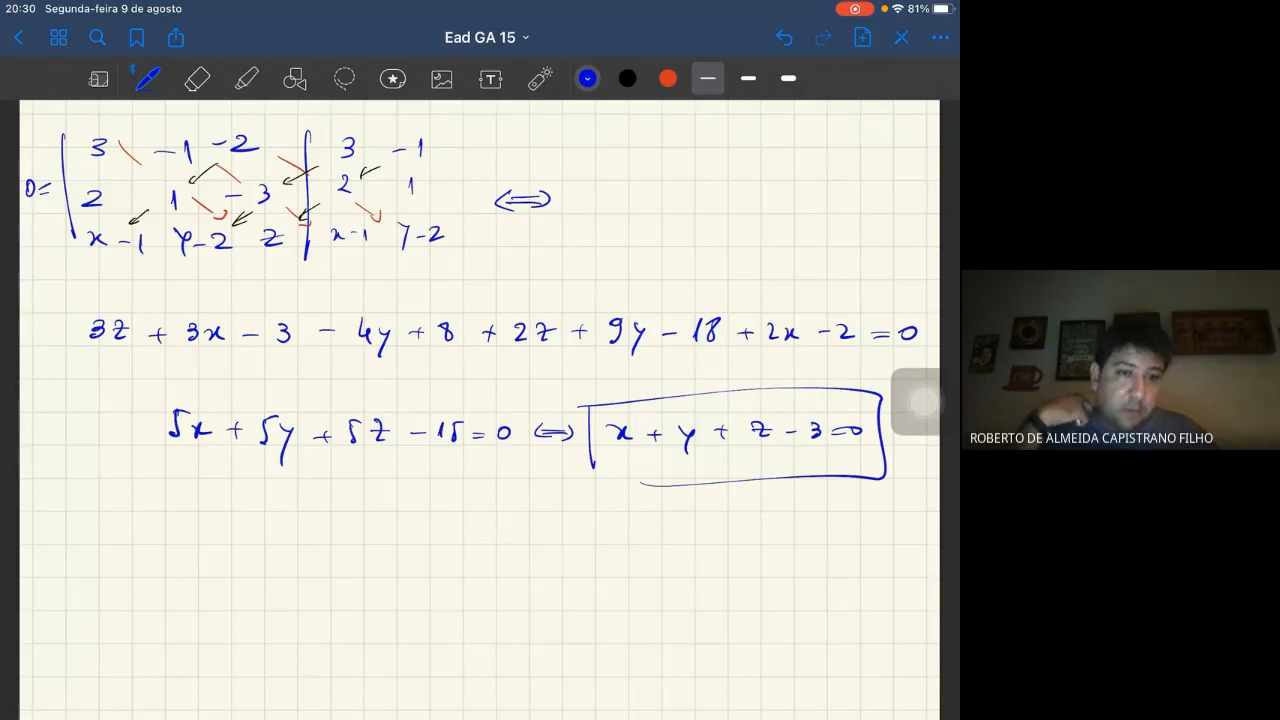 20:30 Segunda-feira 9 de agosto 81%
Ead GA 15
3 -1 -2 3 -1
0= 2 1 -3 2 1 ⟺
x-1 y-2 z x-1 y-2
3z + 3x - 3 - 4y + 8 + 2z + 9y - 18 + 2x - 2 = 0
5x + 5y + 5z - 15 = 0 ⟺ x + y + z - 3 = 0
ROBERTO DE ALMEIDA CAPISTRANO FILHO